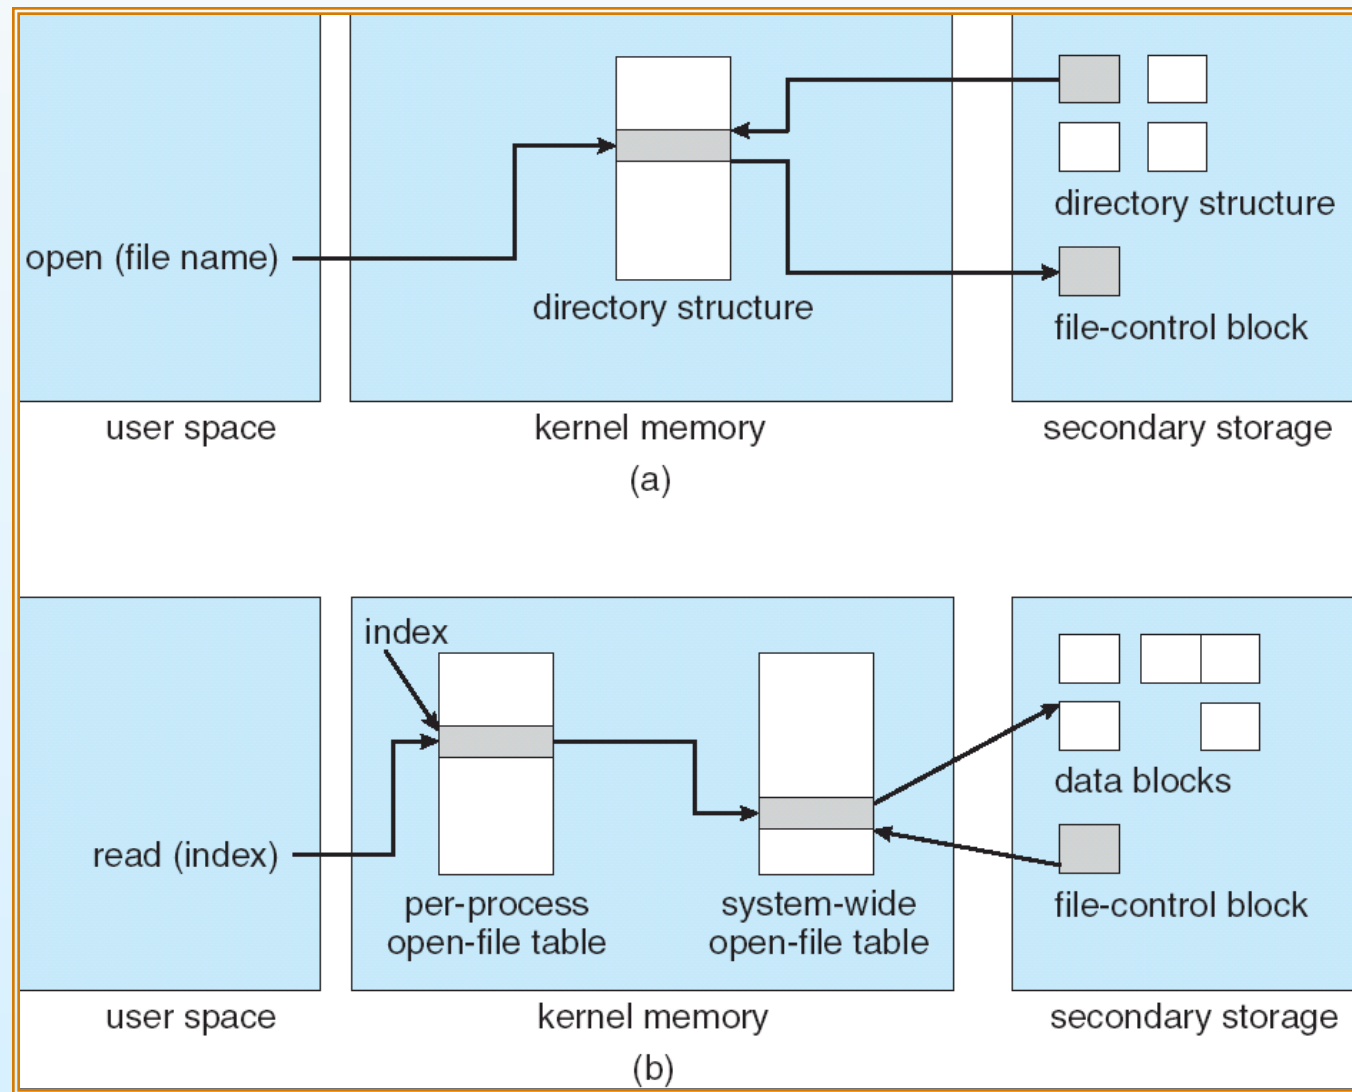 open (file name)
directory structure
directory structure
file-control block
user space
kernel memory
secondary storage
(a)
index
read (index)
per-process
open-file table
system-wide
open-file table
data blocks
file-control block
user space
kernel memory
secondary storage
(b)